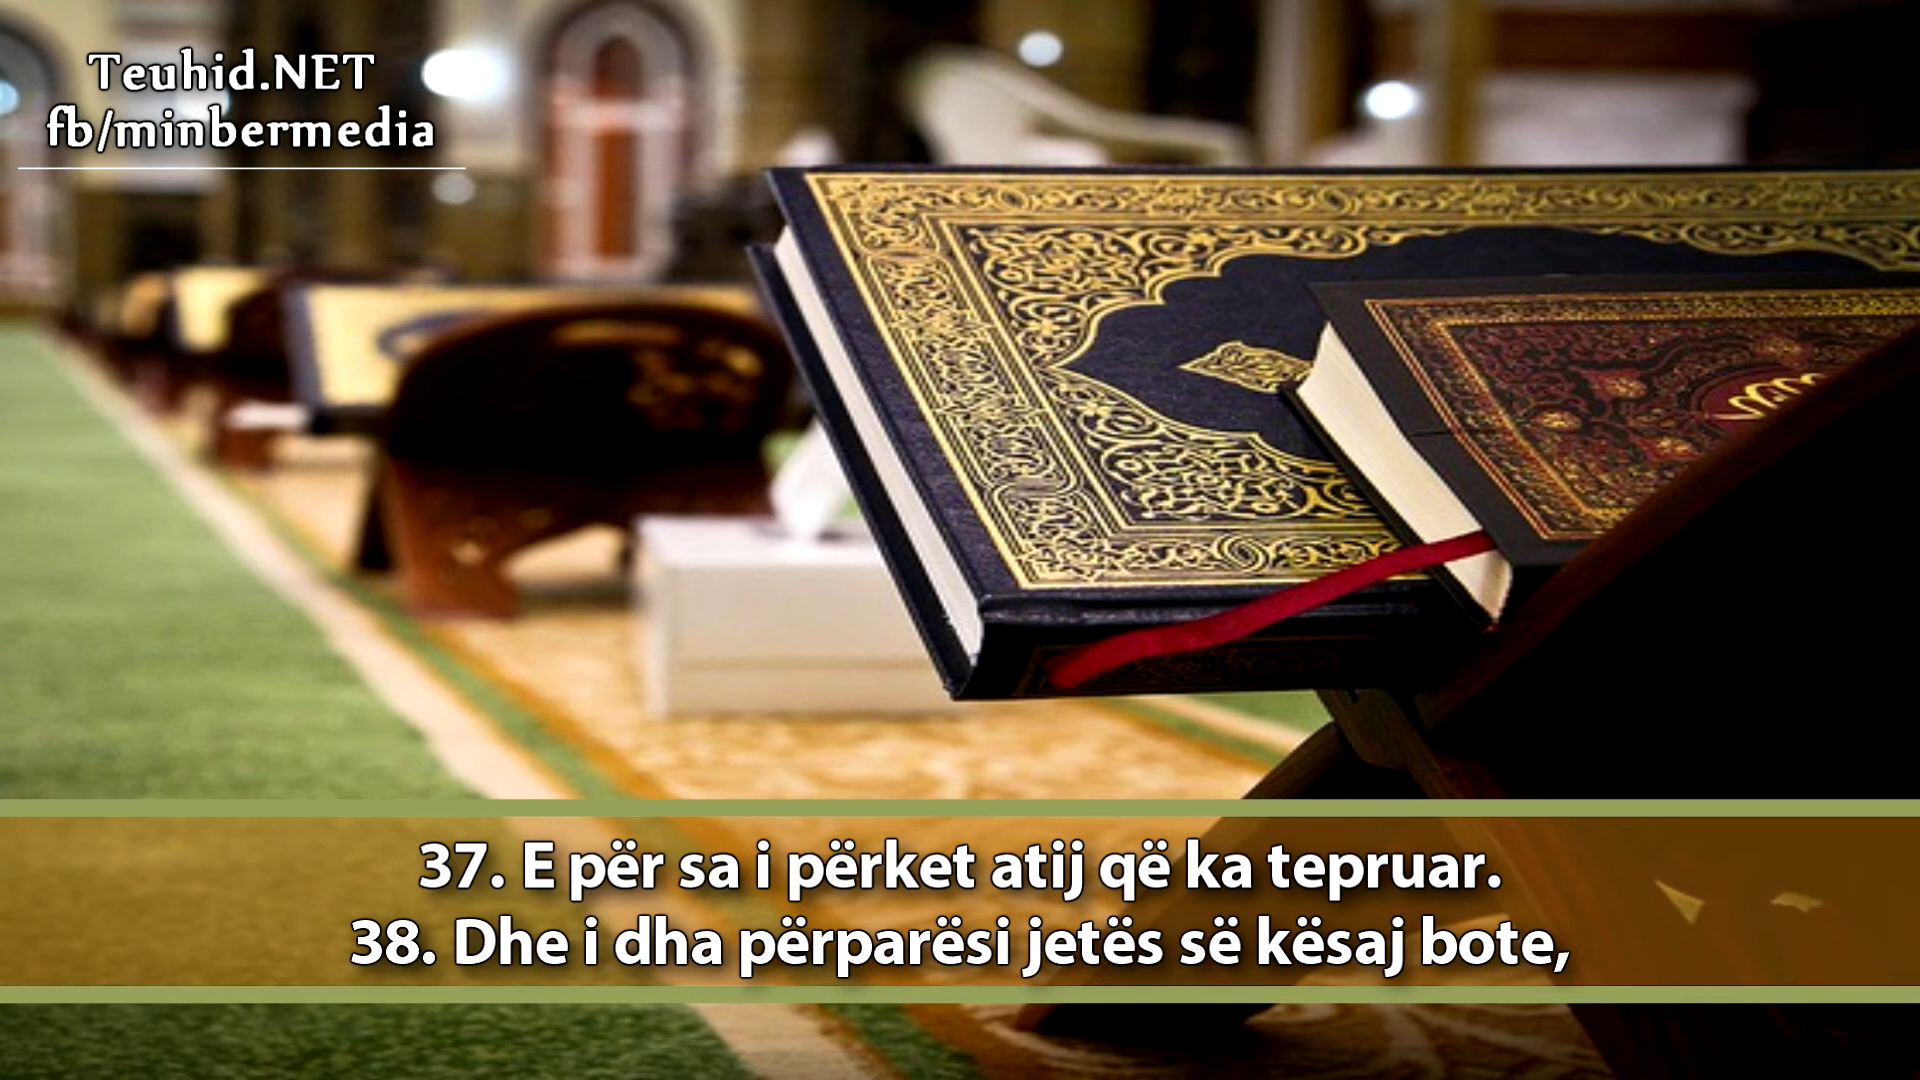 Teuhid.NET
fb/minbermedia
37. E për sa i përket atij që ka tepruar.
38. Dhe i dha përparësi jetës së kësaj bote,